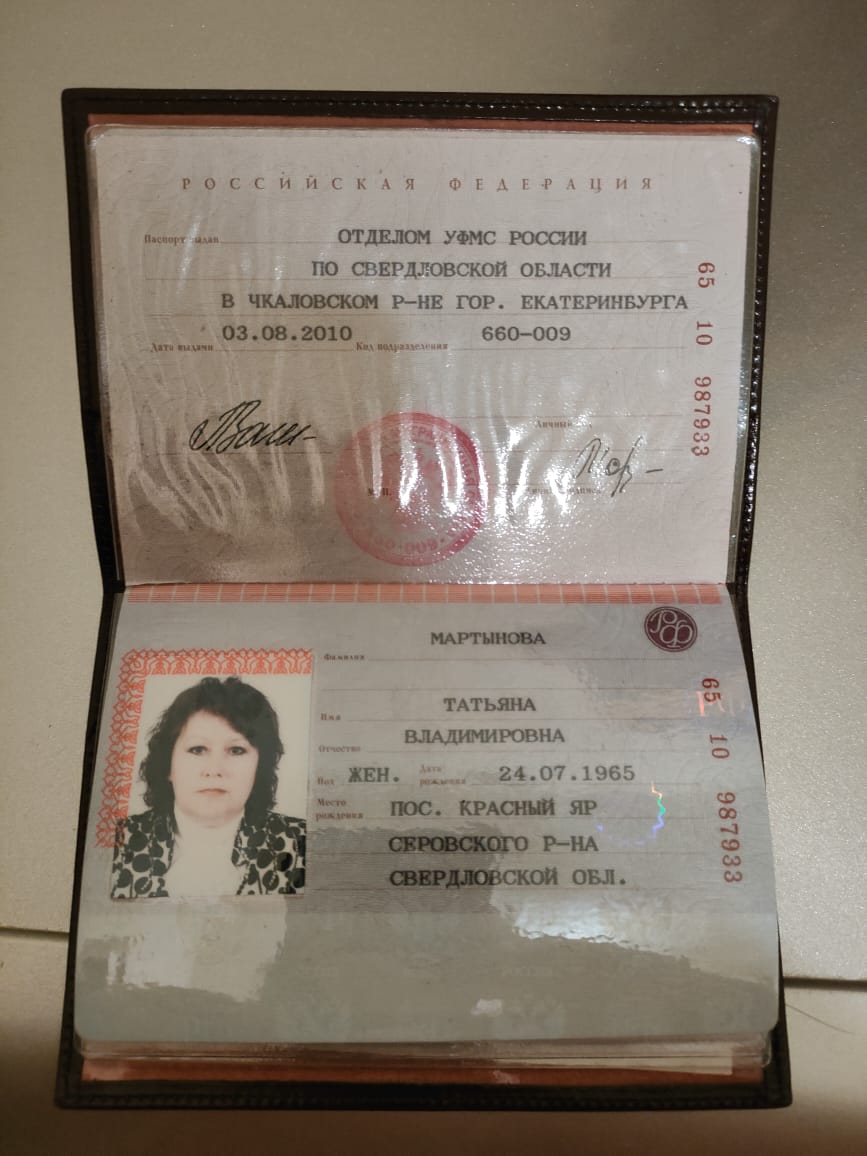 РОССИЙСКАЯ ФЕДЕРАЦИЯ
Паспорт выдан ОТДЕЛОМ УФМС РОССИИ
ПО СВЕРДЛОВСКОЙ ОБЛАСТИ
В ЧКАЛОВСКОМ Р-НЕ ГОР. ЕКАТЕРИНБУРГА
Дата выдачи 03.08.2010 Код подразделения 660-009
65 10 987933
Личный
М.П.
МАРТЫНОВА
Фамилия
РФ
Имя ТАТЬЯНА
Отчество ВЛАДИМИРОВНА
Пол ЖЕН. Дата рождения 24.07.1965
Место рождения ПОС. КРАСНЫЙ ЯР
СЕРОВСКОГО Р-НА
СВЕРДЛОВСКОЙ ОБЛ.
65 10 987933